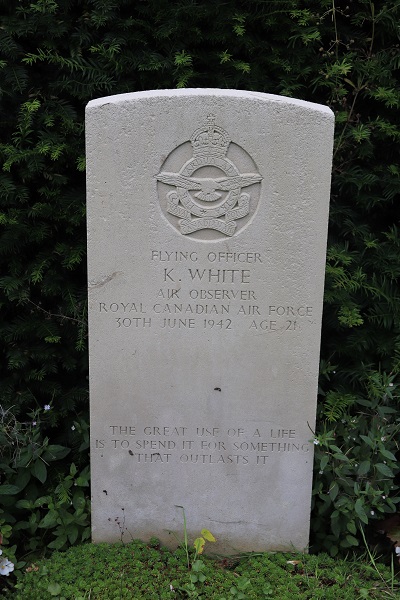 FLYING OFFICER
K. WHITE
AIR OBSERVER
ROYAL CANADIAN AIR FORCE
30TH JUNE 1942 AGE 21
THE GREAT USE OF A LIFE
IS TO SPEND IT FOR SOMETHING
THAT OUTLASTS IT